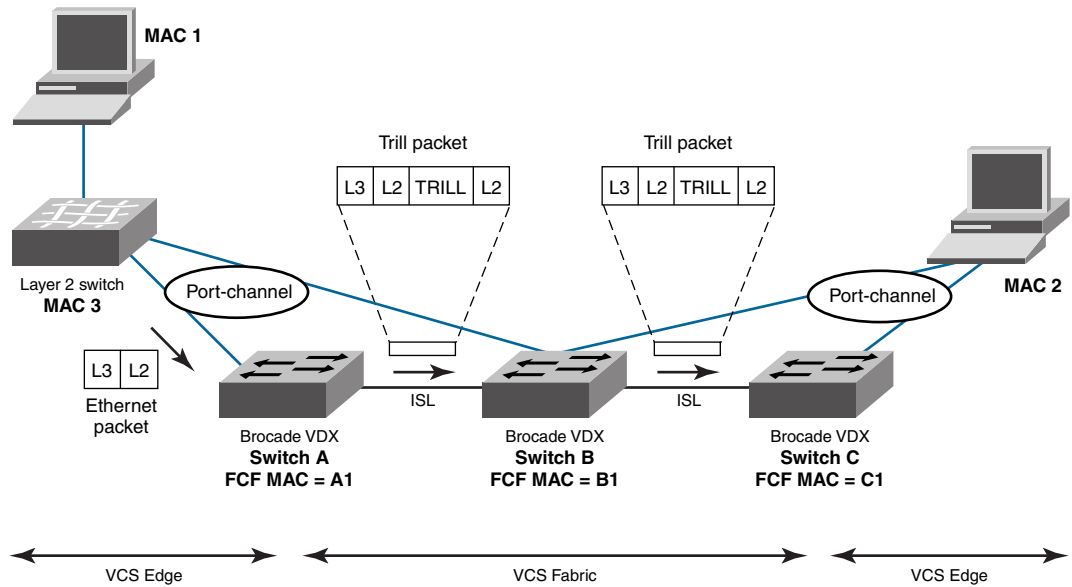 MAC 1
Trill packet
L3 L2 TRILL L2
Trill packet
L3 L2 TRILL L2
Layer 2 switch
MAC 3
Port-channel
Port-channel
MAC 2
L3 L2
Ethernet
packet
ISL
ISL
Brocade VDX
Switch A
FCF MAC = A1
Brocade VDX
Switch B
FCF MAC = B1
Brocade VDX
Switch C
FCF MAC = C1
VCS Edge
VCS Fabric
VCS Edge